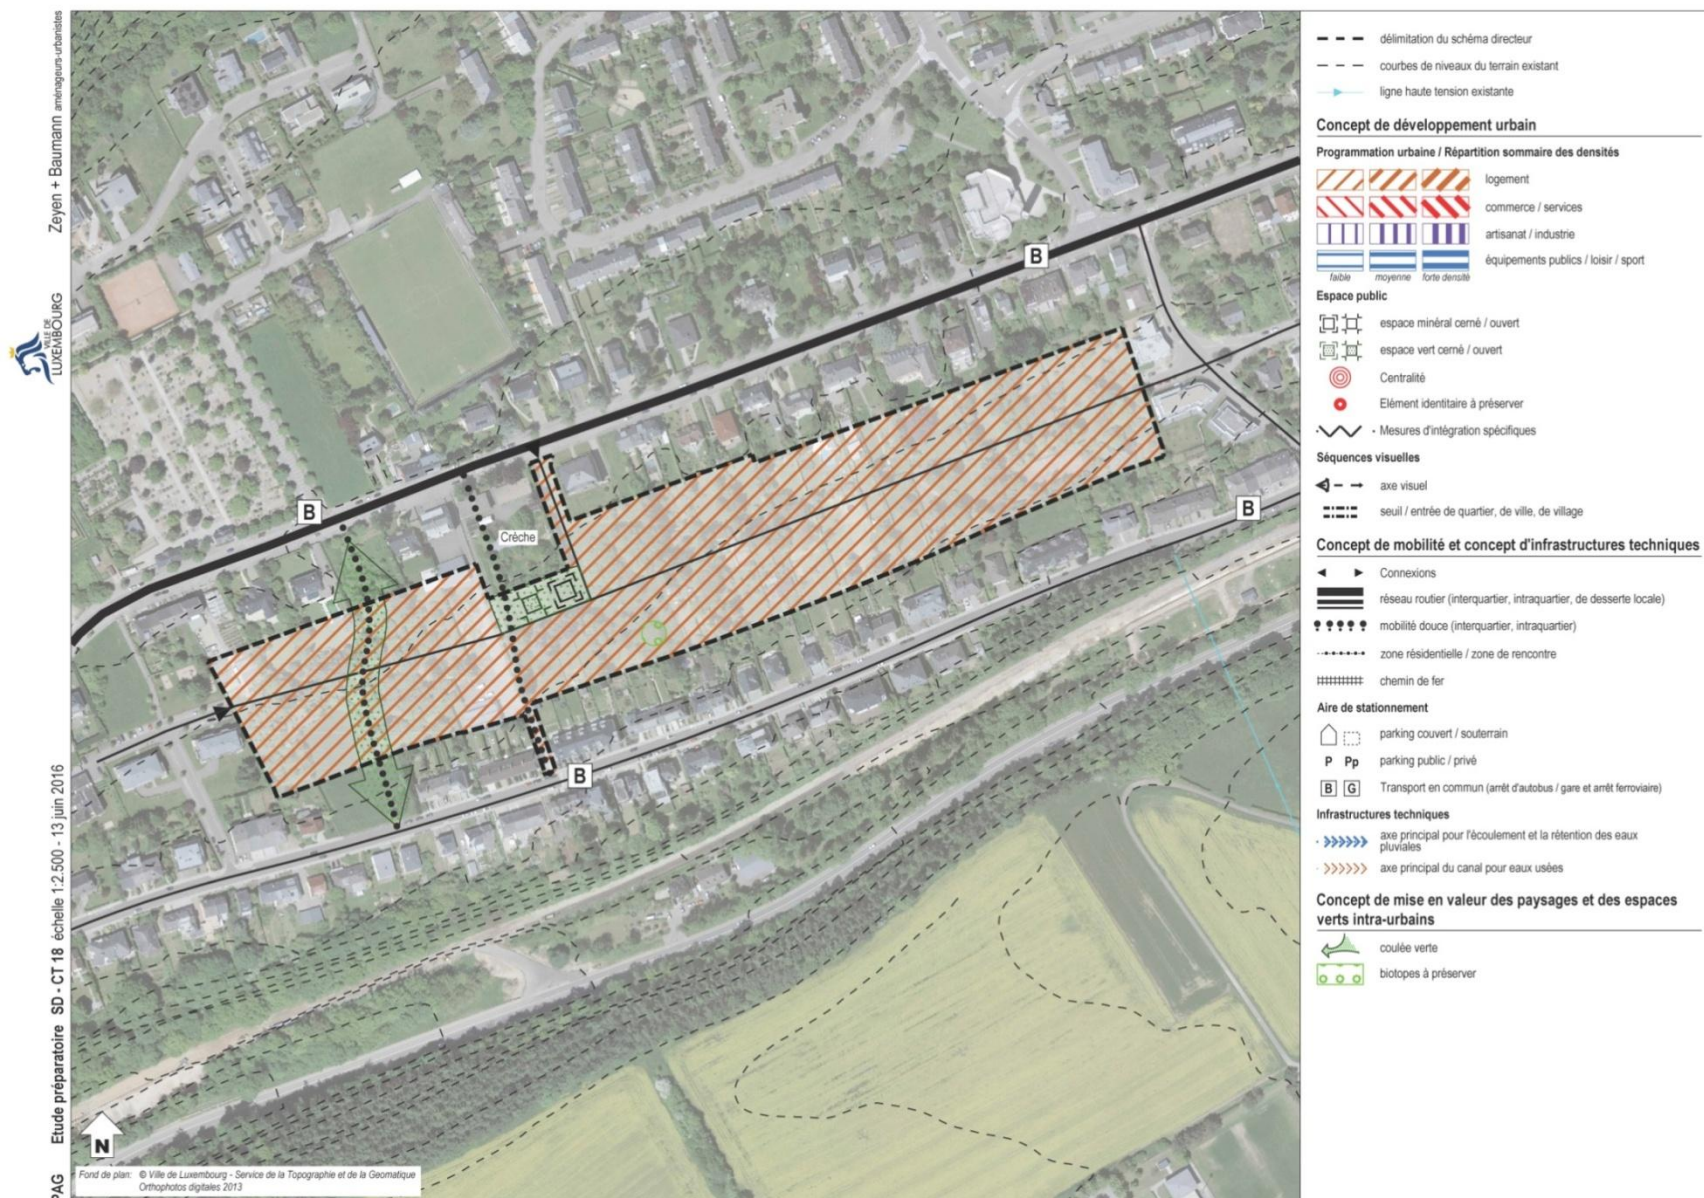 Zeyen + Baumann aménageurs-urbanistes
VILLE DE
LUXEMBOURG
Etude préparatoire SD - CT 18 échelle 1:2.500 - 13 juin 2016
PAG
B
B
B
B
Crèche
N
Fond de plan: © Ville de Luxembourg - Service de la Topographie et de la Geomatique
Orthophotos digitales 2013
délimitation du schéma directeur
courbes de niveaux du terrain existant
ligne haute tension existante
Concept de développement urbain
Programmation urbaine / Répartition sommaire des densités
logement
commerce / services
artisanat / industrie
équipements publics / loisir / sport
faible moyenne forte densité
Espace public
espace minéral cerné / ouvert
espace vert cerné / ouvert
Centralité
Elément identitaire à préserver
Mesures d'intégration spécifiques
Séquences visuelles
axe visuel
seuil / entrée de quartier, de ville, de village
Concept de mobilité et concept d'infrastructures techniques
Connexions
réseau routier (interquartier, intraquartier, de desserte locale)
mobilité douce (interquartier, intraquartier)
zone résidentielle / zone de rencontre
chemin de fer
Aire de stationnement
parking couvert / souterrain
P Pp parking public / privé
B G Transport en commun (arrêt d'autobus / gare et arrêt ferroviaire)
Infrastructures techniques
axe principal pour l'écoulement et la rétention des eaux
pluviales
axe principal du canal pour eaux usées
Concept de mise en valeur des paysages et des espaces
verts intra-urbains
coulée verte
biotopes à préserver